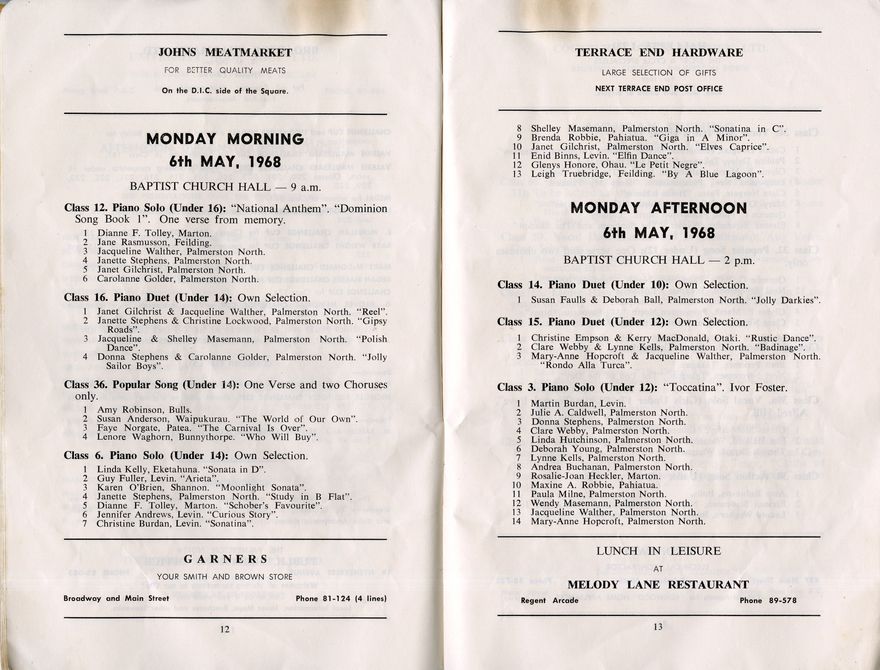 JOHNS MEATMARKET
FOR BETTER QUALITY MEATS
On the D.I.C. side of the Square.
MONDAY MORNING
6th MAY, 1968
BAPTIST CHURCH HALL — 9 a.m.
Class 12. Piano Solo (Under 16): "National Anthem". "Dominion
Song Book 1". One verse from memory.
1 Dianne F. Tolley, Marton.
2 Jane Rasmusson, Feilding.
3 Jacqueline Walther, Palmerston North.
4 Janette Stephens, Palmerston North.
5 Janet Gilchrist, Palmerston North.
6 Carolanne Golder, Palmerston North.
Class 16. Piano Duet (Under 14): Own Selection.
1 Janet Gilchrist & Jacqueline Walther, Palmerston North. "Reel".
2 Janette Stephens & Christine Lockwood, Palmerston North. "Gipsy
Roads".
3 Jacqueline & Shelley Masemann, Palmerston North. "Polish
Dance".
4 Donna Stephens & Carolanne Golder, Palmerston North. "Jolly
Sailor Boys".
Class 36. Popular Song (Under 14): One Verse and two Choruses
only.
1 Amy Robinson, Bulls.
2 Susan Anderson, Waipukurau. "The World of Our Own".
3 Faye Norgate, Patea. "The Carnival Is Over".
4 Lenore Waghorn, Bunnythorpe. "Who Will Buy".
Class 6. Piano Solo (Under 14): Own Selection.
1 Linda Kelly, Eketahuna. "Sonata in D".
2 Guy Fuller, Levin. "Arieta".
3 Karen O'Brien, Shannon. "Moonlight Sonata".
4 Janette Stephens, Palmerston North. "Study in B Flat".
5 Dianne F. Tolley, Marton. "Schober's Favourite".
6 Jennifer Andrews, Levin. "Curious Story".
7 Christine Burdan, Levin. "Sonatina".
GARNERS
YOUR SMITH AND BROWN STORE
Broadway and Main Street Phone 81-124 (4 lines)
12
TERRACE END HARDWARE
LARGE SELECTION OF GIFTS
NEXT TERRACE END POST OFFICE
8 Shelley Masemann, Palmerston North. "Sonatina in C".
9 Brenda Robbie, Pahiatua. "Giga in A Minor".
10 Janet Gilchrist, Palmerston North. "Elves Caprice".
11 Enid Binns, Levin. "Elfin Dance".
12 Glenys Honore, Ohau. "Le Petit Negre".
13 Leigh Truebridge, Feilding. "By A Blue Lagoon".
MONDAY AFTERNOON
6th MAY, 1968
BAPTIST CHURCH HALL — 2 p.m.
Class 14. Piano Duet (Under 10): Own Selection.
1 Susan Faulls & Deborah Ball, Palmerston North. "Jolly Darkies".
Class 15. Piano Duet (Under 12): Own Selection.
1 Christine Empson & Kerry MacDonald, Otaki. "Rustic Dance".
2 Clare Webby & Lynne Kells, Palmerston North. "Badinage".
3 Mary-Anne Hopcroft & Jacqueline Walther, Palmerston North.
"Rondo Alla Turca".
Class 3. Piano Solo (Under 12): "Toccatina". Ivor Foster.
1 Martin Burdan, Levin.
2 Julie A. Caldwell, Palmerston North.
3 Donna Stephens, Palmerston North.
4 Clare Webby, Palmerston North.
5 Linda Hutchinson, Palmerston North.
6 Deborah Young, Palmerston North.
7 Lynne Kells, Palmerston North.
8 Andrea Buchanan, Palmerston North.
9 Rosalie-Joan Heckler, Marton.
10 Maxine A. Robbie, Pahiatua.
11 Paula Milne, Palmerston North.
12 Wendy Masemann, Palmerston North.
13 Jacqueline Walther, Palmerston North.
14 Mary-Anne Hopcroft, Palmerston North.
LUNCH IN LEISURE
AT
MELODY LANE RESTAURANT
Regent Arcade Phone 89-578
13